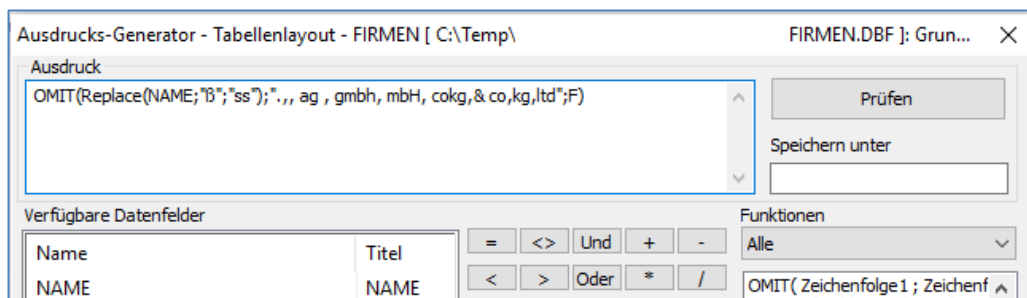 Ausdrucks-Generator - Tabellenlayout - FIRMEN [ C:\Temp\ FIRMEN.DBF ]: Grun...
Ausdruck
OMIT(Replace(NAME;"ß";"ss");".,, ag , gmbh, mbH, cokg,& co,kg,ltd";F)
Prüfen
Speichern unter
Verfügbare Datenfelder
Funktionen
Name Titel
= <> Und + -
Alle
NAME NAME
< > Oder * /
OMIT( Zeichenfolge1 ; Zeichenf